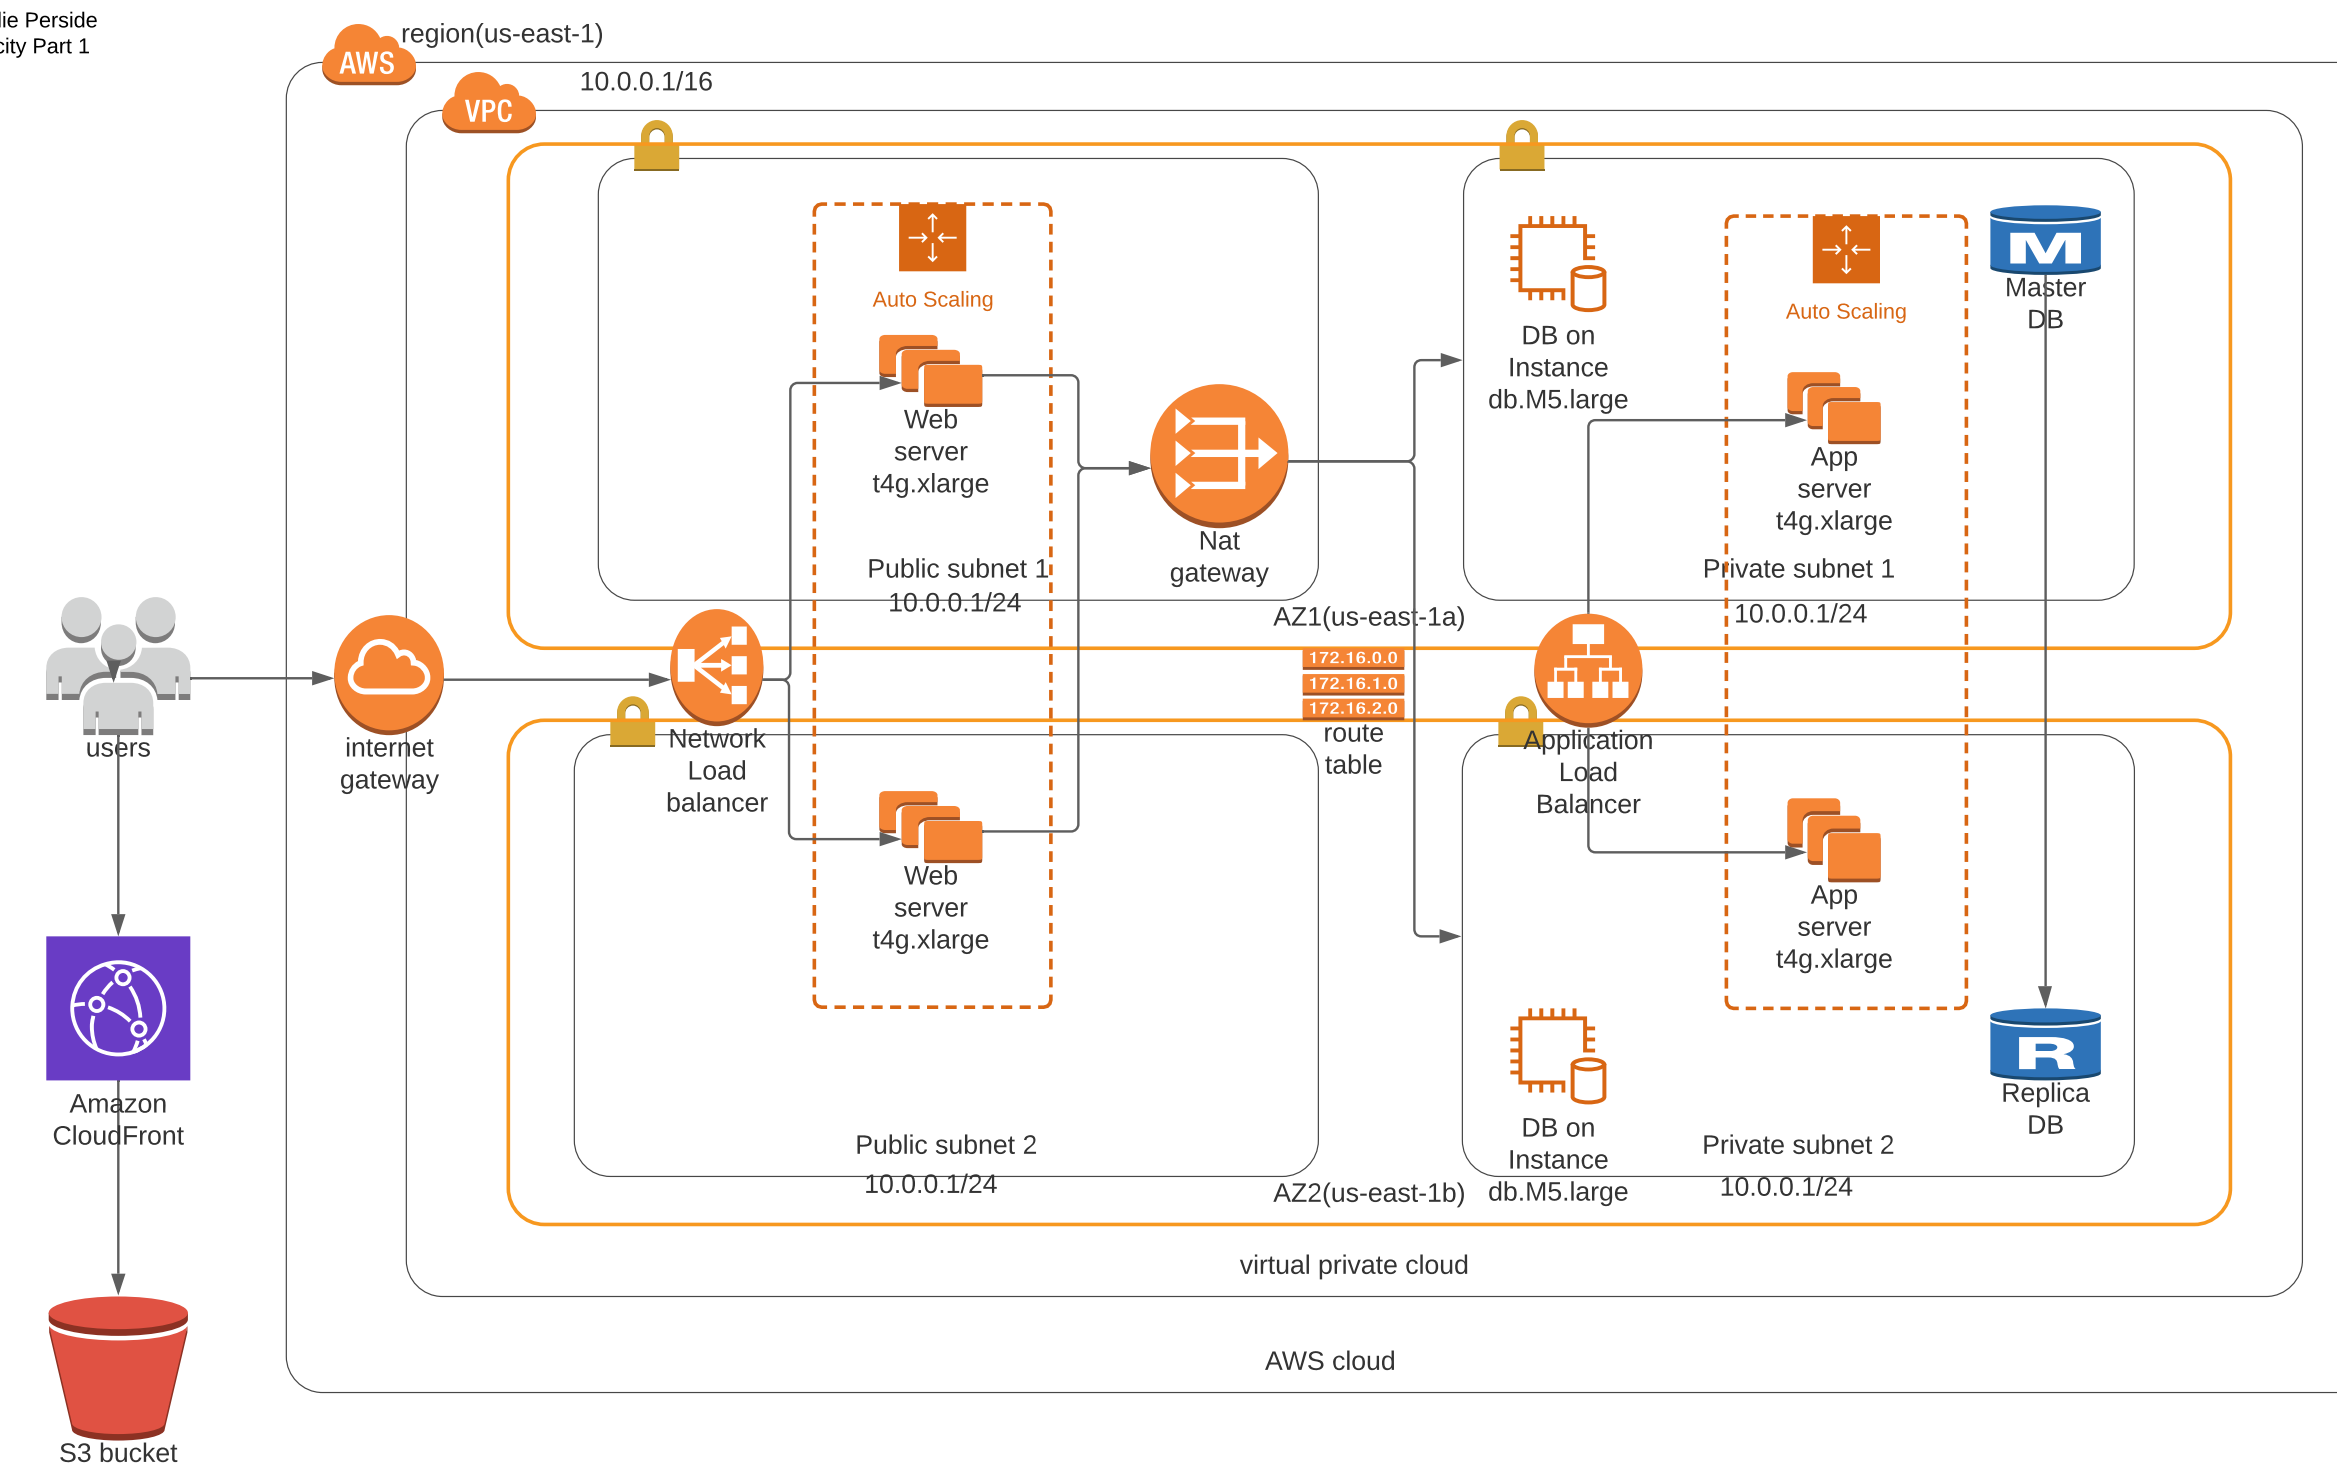 lie Perside
city Part 1
AWS
region(us-east-1)
10.0.0.1/16
VPC
Auto Scaling
Web
server
t4g.xlarge
Public subnet 1
10.0.0.1/24
Nat
gateway
DB on
Instance
db.M5.large
Auto Scaling
App
server
t4g.xlarge
Private subnet 1
10.0.0.1/24
M
Master
DB
AZ1(us-east-1a)
172.16.0.0
172.16.1.0
172.16.2.0
route
table
users
internet
gateway
Network
Load
balancer
Application
Load
Balancer
Web
server
t4g.xlarge
Public subnet 2
10.0.0.1/24
App
server
t4g.xlarge
DB on
Instance
db.M5.large
Private subnet 2
10.0.0.1/24
R
Replica
DB
AZ2(us-east-1b)
Amazon
CloudFront
virtual private cloud
AWS cloud
S3 bucket